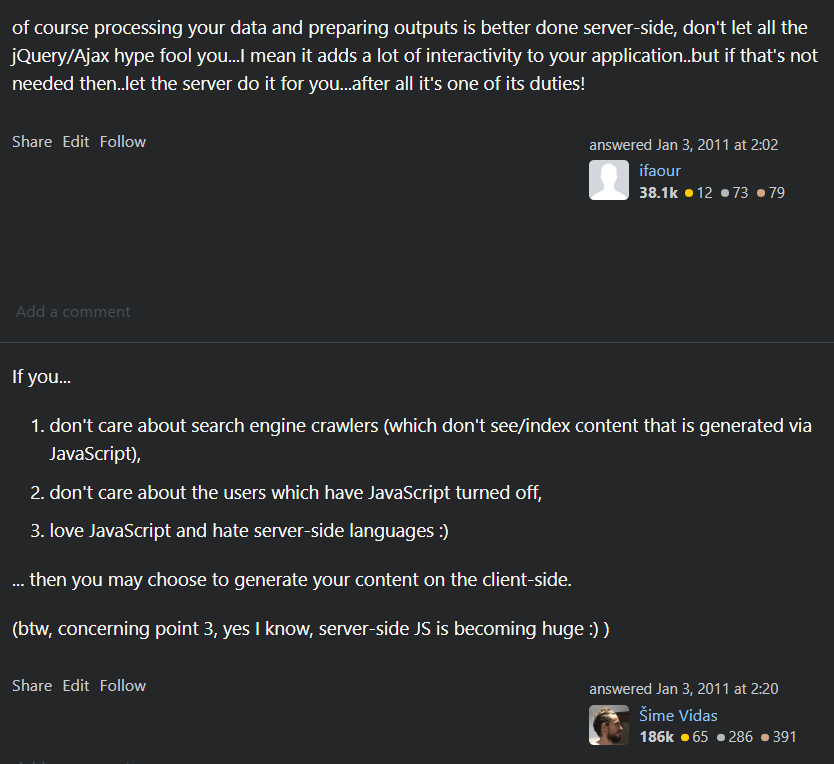 of course processing your data and preparing outputs is better done server-side, don't let all the
jQuery/Ajax hype fool you...I mean it adds a lot of interactivity to your application..but if that's not
needed then..let the server do it for you...after all it's one of its duties!
Share Edit Follow
answered Jan 3, 2011 at 2:02
ifaour
38.1k 12 73 79
Add a comment
If you...
1. don't care about search engine crawlers (which don't see/index content that is generated via
JavaScript),
2. don't care about the users which have JavaScript turned off,
3. love JavaScript and hate server-side languages :)
... then you may choose to generate your content on the client-side.
(btw, concerning point 3, yes I know, server-side JS is becoming huge :) )
Share Edit Follow
answered Jan 3, 2011 at 2:20
Šime Vidas
186k 65 286 391